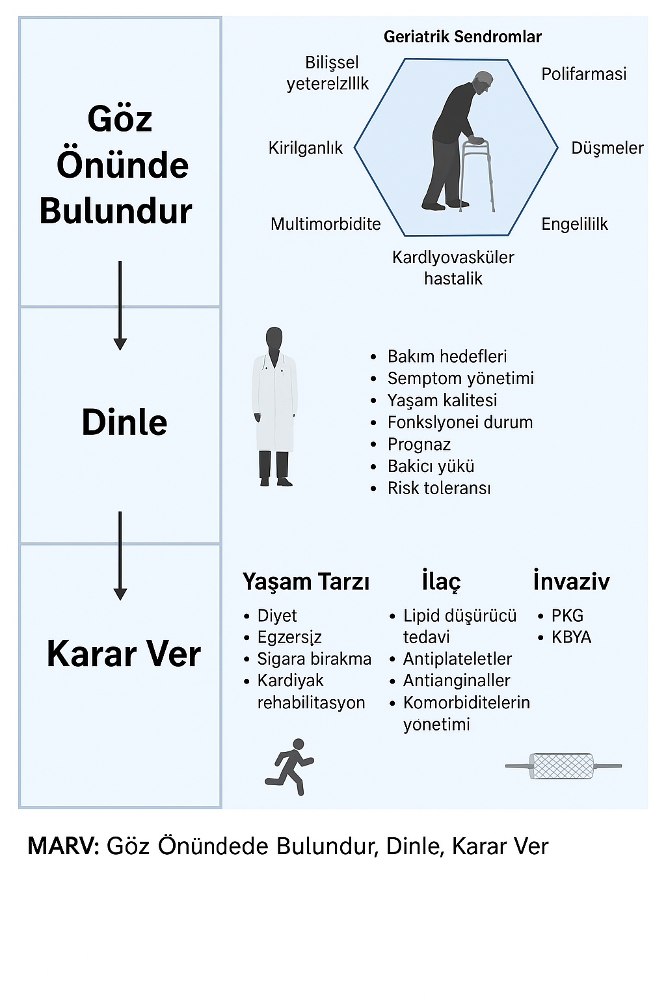 Göz
Önünde
Bulundur
Geriatrik Sendromlar
Bilişsel
yeterelzlllk
Polifarmasi
Kirilganlık
Düşmeler
Multimorbidite
Engelililk
Kardlyovasküler
hastalik
Dinle
• Bakım hedefleri
• Semptom yönetimi
• Yaşam kalitesi
• Fonkslyonei durum
• Prognaz
• Bakicı yükü
• Risk toleransı
Karar Ver
Yaşam Tarzı
• Diyet
• Egzersiz
• Sigara birakma
• Kardiyak
rehabilitasyon
İlaç
• Lipid düşürücü
tedavi
• Antiplateletler
• Antianginaller
• Komorbiditelerin
yönetimi
İnvaziv
• PKG
• KBYA
MARV: Göz Önündede Bulundur, Dinle, Karar Ver